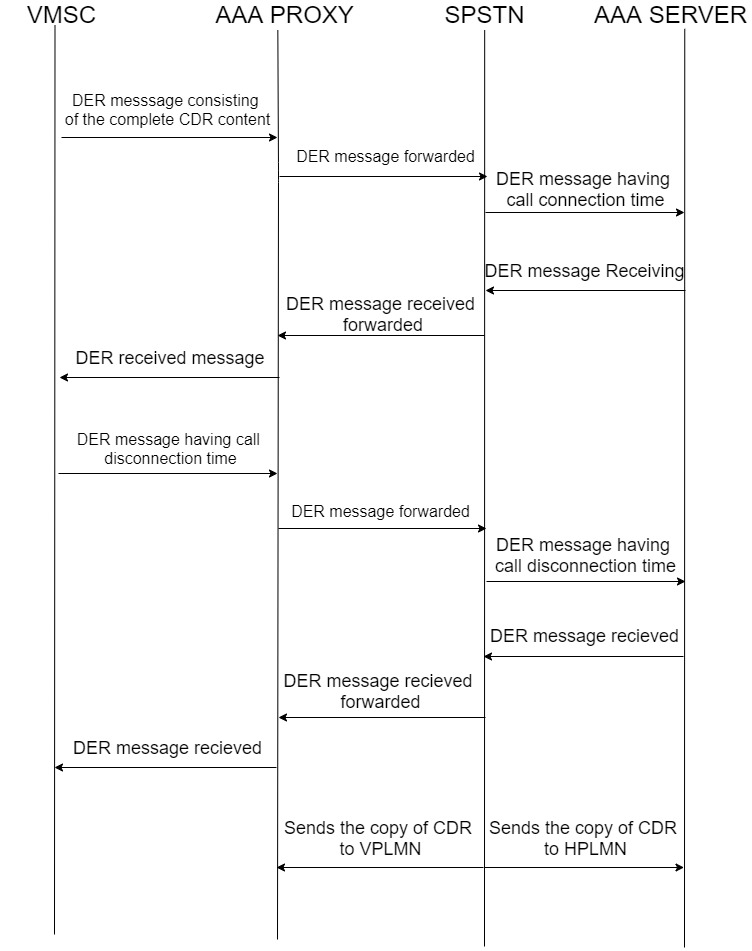 VMSC
AAA PROXY
SPSTN
AAA SERVER
DER messsage consisting
of the complete CDR content
DER message forwarded
DER message having
call connection time
DER message Receiving
DER message received
forwarded
DER received message
DER message having call
disconnection time
DER message forwarded
DER message having
call disconnection time
DER message recieved
DER message recieved
forwarded
DER message recieved
Sends the copy of CDR
to VPLMN
Sends the copy of CDR
to HPLMN